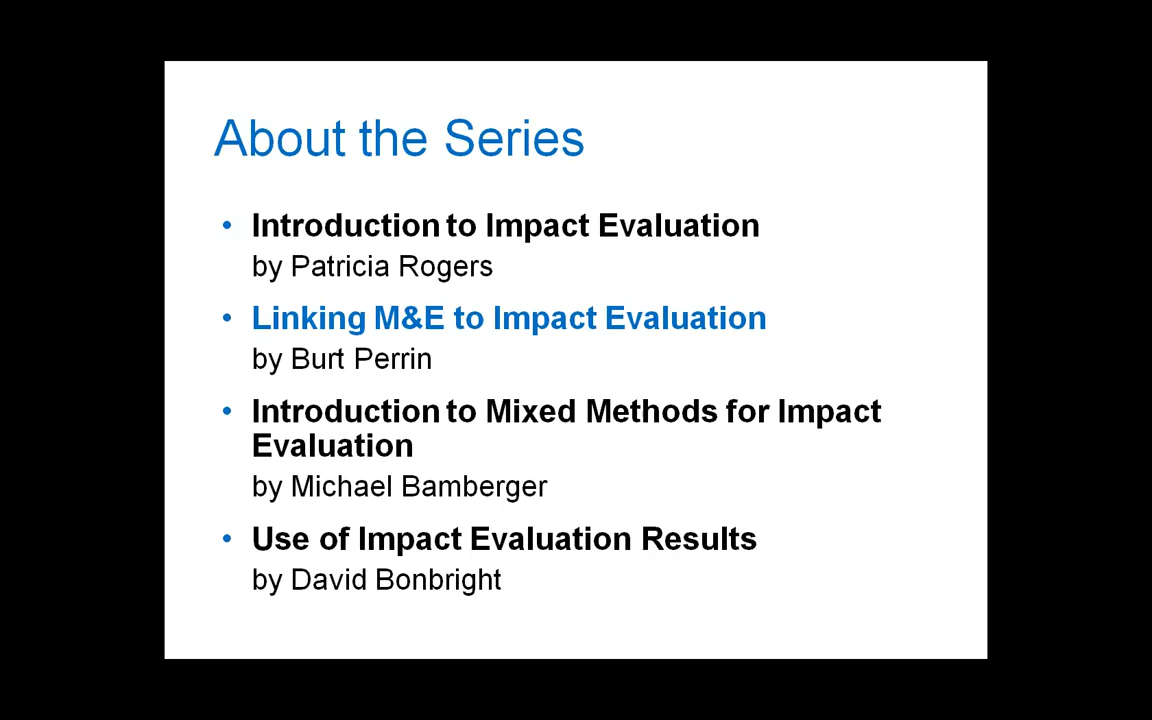 About the Series
• Introduction to Impact Evaluation
by Patricia Rogers
• Linking M&E to Impact Evaluation
by Burt Perrin
• Introduction to Mixed Methods for Impact
Evaluation
by Michael Bamberger
• Use of Impact Evaluation Results
by David Bonbright